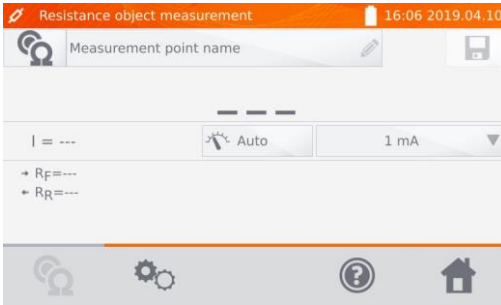 Resistance object measurement 16:06 2019.04.10
Measurement point name
– – –
I = --- Auto 1 mA
→ RF=---
← RR=---